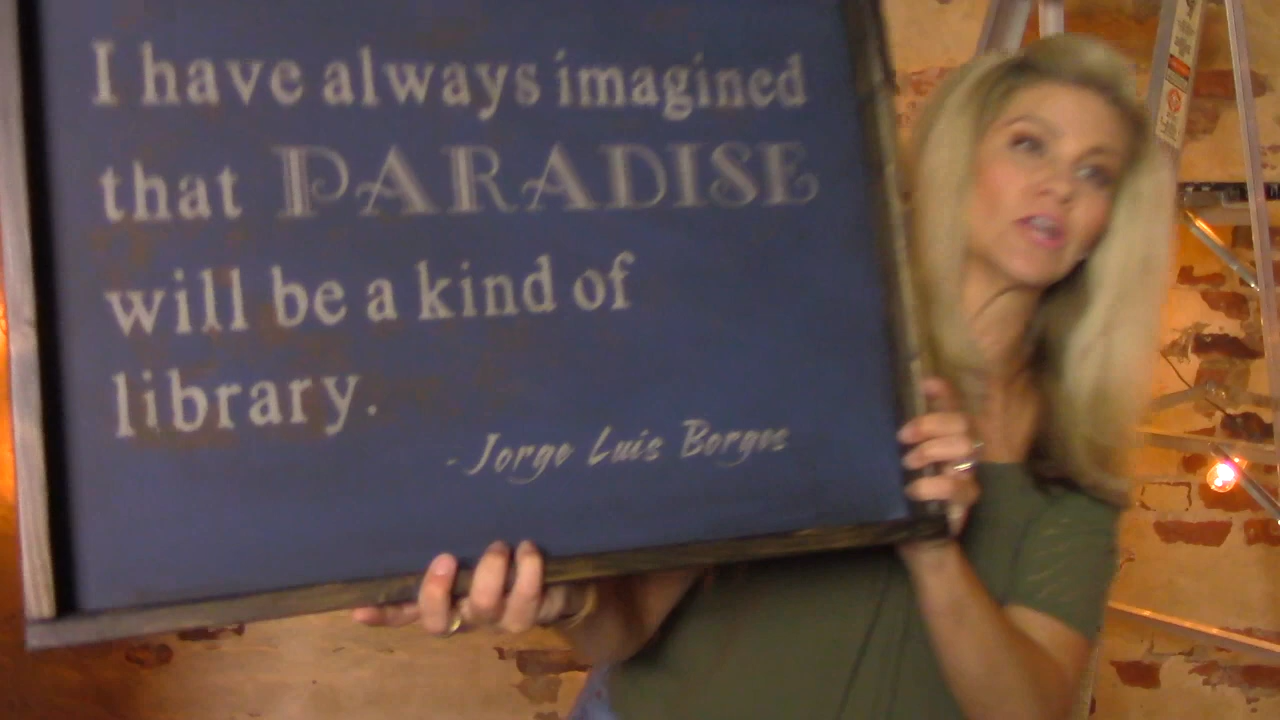 I have always imagined
that PARADISE
will be a kind of
library.
- Jorge Luis Borges